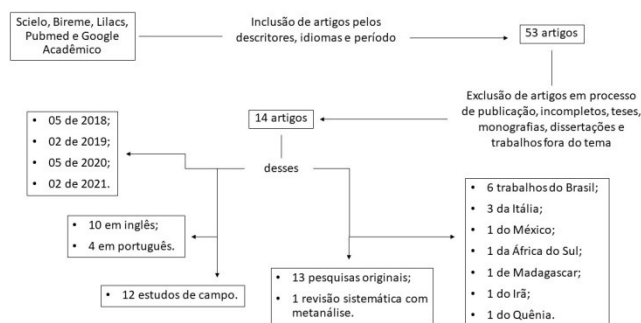 Scielo, Bireme, Lilacs,
Pubmed e Google
Acadêmico
Inclusão de artigos pelos
descritores, idiomas e período
53 artigos
Exclusão de artigos em processo
de publicação, incompletos, teses,
monografias, dissertações e
trabalhos fora do tema
14 artigos
desses
• 05 de 2018;
• 02 de 2019;
• 05 de 2020;
• 02 de 2021.
• 10 em inglês;
• 4 em português.
• 12 estudos de campo.
• 13 pesquisas originais;
• 1 revisão sistemática com
metanálise.
• 6 trabalhos do Brasil;
• 3 da Itália;
• 1 do México;
• 1 da África do Sul;
• 1 de Madagascar;
• 1 do Irã;
• 1 do Quênia.